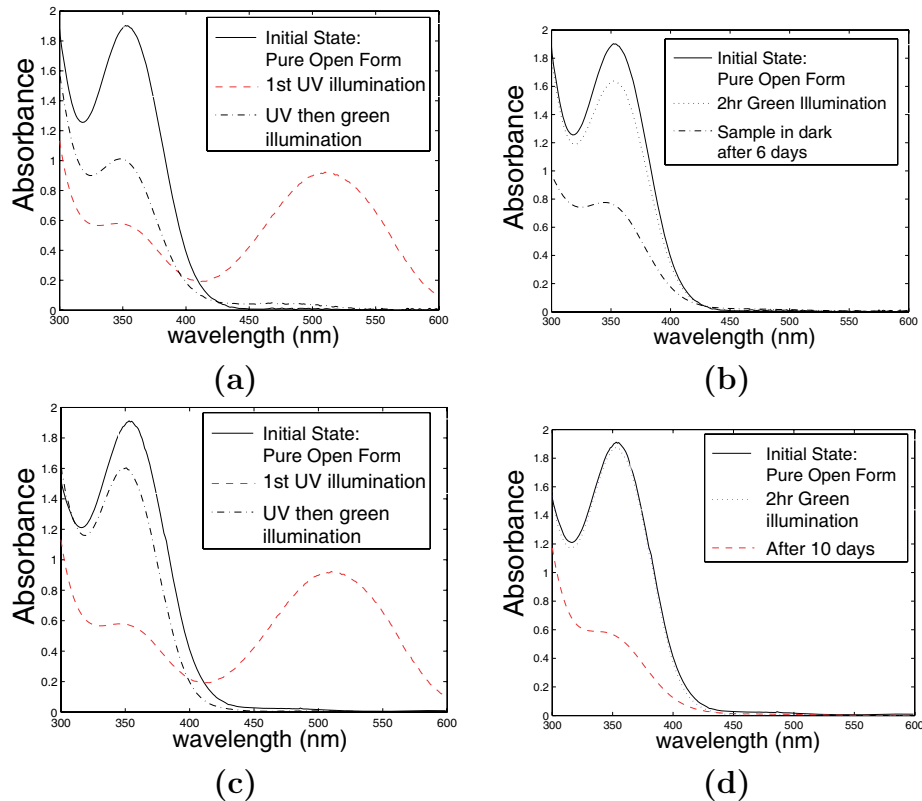 2
1.8
1.6
1.4
1.2
1
0.8
0.6
0.4
0.2
0
Absorbance
300 350 400 450 500 550 600
wavelength (nm)
Initial State:
Pure Open Form
1st UV illumination
UV then green
illumination
(a)
2
1.8
1.6
1.4
1.2
1
0.8
0.6
0.4
0.2
0
Absorbance
300 350 400 450 500 550 600
wavelength (nm)
Initial State:
Pure Open Form
2hr Green Illumination
Sample in dark
after 6 days
(b)
2
1.8
1.6
1.4
1.2
1
0.8
0.6
0.4
0.2
0
Absorbance
300 350 400 450 500 550 600
wavelength (nm)
Initial State:
Pure Open Form
1st UV illumination
UV then green
illumination
(c)
2
1.8
1.6
1.4
1.2
1
0.8
0.6
0.4
0.2
0
Absorbance
300 350 400 450 500 550 600
wavelength (nm)
Initial State:
Pure Open Form
2hr Green
illumination
After 10 days
(d)